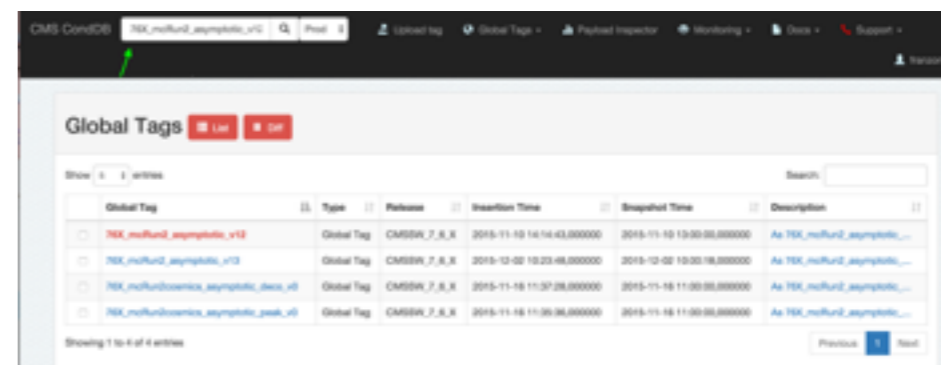 CMS CondDB 76X_mcRun2_asymptotic_v12 Prod Upload tag Global Tags Payload Inspector Monitoring Docs Support
Global Tags List Diff
Show entries Search:
Global Tag Type Release Insertion Time Snapshot Time Description
76X_mcRun2_asymptotic_v12 Global Tag CMSSW_7_6_X 2015-11-10 14:14:43,000000 2015-11-10 13:00:00,000000 As 76X_mcRun2_asymptotic_...
76X_mcRun2_asymptotic_v13 Global Tag CMSSW_7_6_X 2015-12-02 10:23:48,000000 2015-12-02 10:00:18,000000 As 76X_mcRun2_asymptotic_...
76X_mcRun2cosmics_asymptotic_deco_v0 Global Tag CMSSW_7_6_X 2015-11-16 11:37:28,000000 2015-11-16 11:00:00,000000 As 76X_mcRun2_asymptotic_...
76X_mcRun2cosmics_asymptotic_peak_v0 Global Tag CMSSW_7_6_X 2015-11-16 11:35:36,000000 2015-11-16 11:00:00,000000 As 76X_mcRun2_asymptotic_...
Showing 1 to 4 of 4 entries Previous 1 Next